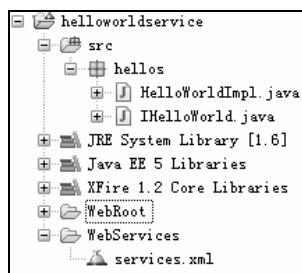 helloworldservice
src
hellos
HelloWorldImpl.java
IHelloWorld.java
JRE System Library [1.6]
Java EE 5 Libraries
XFire 1.2 Core Libraries
WebRoot
WebServices
services.xml